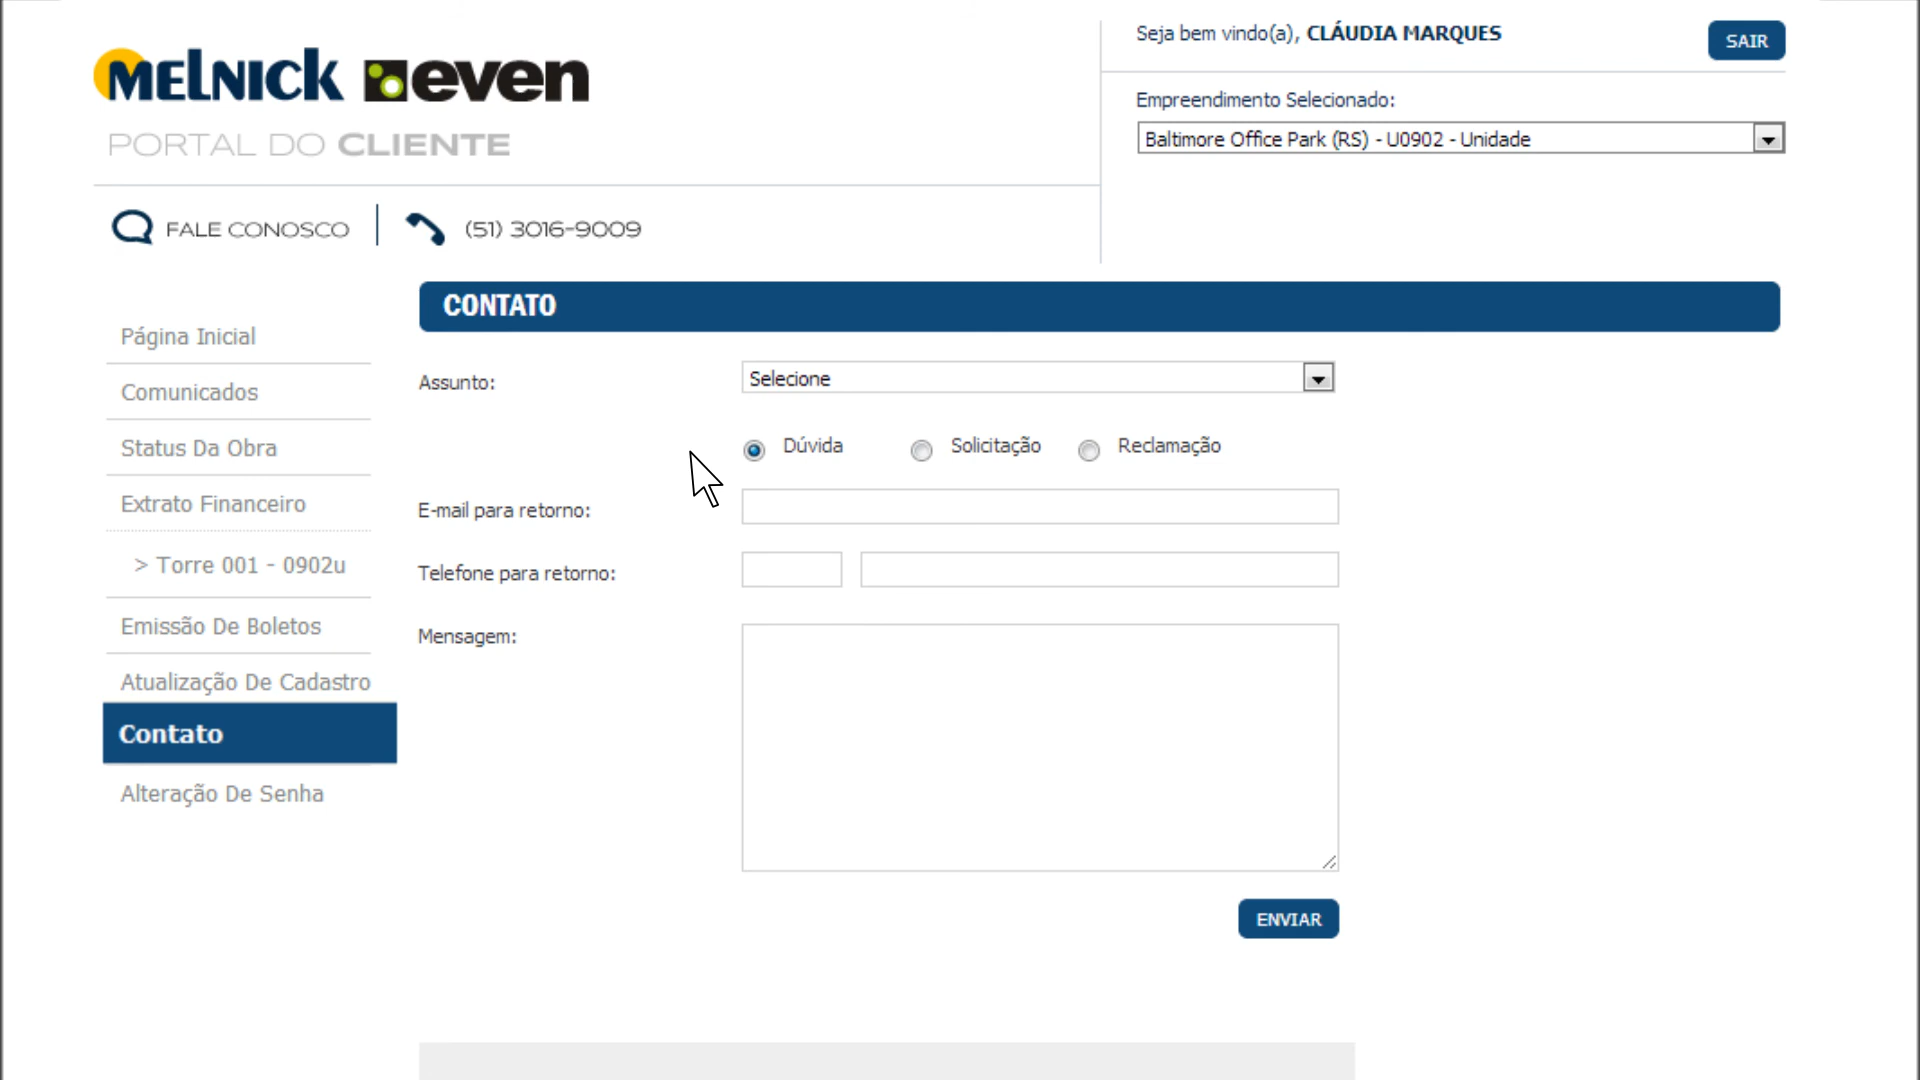 MELNICK even
PORTAL DO CLIENTE
Seja bem vindo(a), CLÁUDIA MARQUES
SAIR
Empreendimento Selecionado:
Baltimore Office Park (RS) - U0902 - Unidade
FALE CONOSCO
(51) 3016-9009
Página Inicial
Comunicados
Status Da Obra
Extrato Financeiro
> Torre 001 - 0902u
Emissão De Boletos
Atualização De Cadastro
Contato
Alteração De Senha
CONTATO
Assunto:
Selecione
Dúvida
Solicitação
Reclamação
E-mail para retorno:
Telefone para retorno:
Mensagem:
ENVIAR